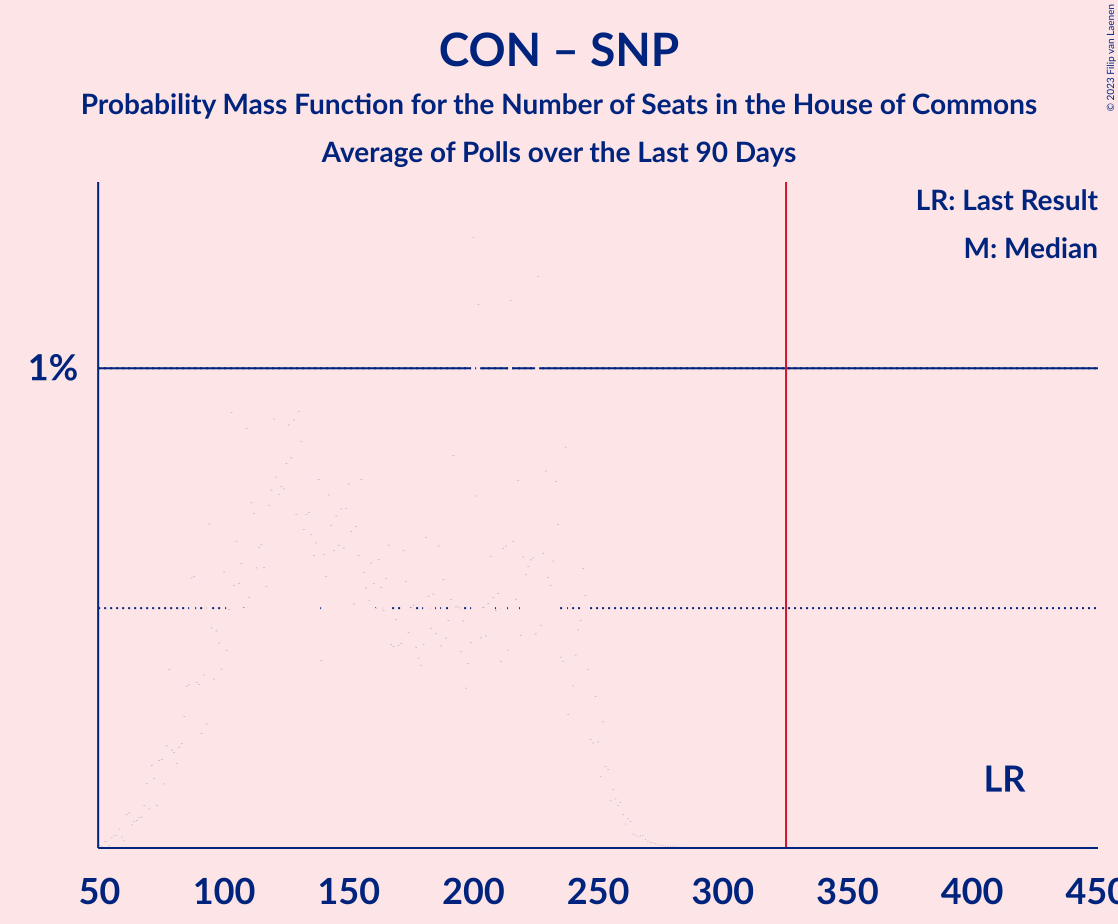 CON – SNP
Probability Mass Function for the Number of Seats in the House of Commons
Average of Polls over the Last 90 Days
© 2023 Filip van Laenen
LR: Last Result
M: Median
1%
LR
50 100 150 200 250 300 350 400 450